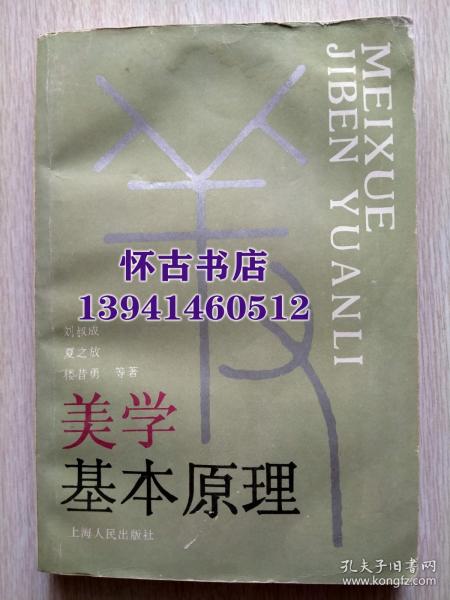 MEIXUE
JIBEN YUANLI
怀古书店
13941460512
刘叔成
夏之放
楼昔勇 等著
美学
基本原理
上海人民出版社
孔夫子旧书网
www.kongfz.com